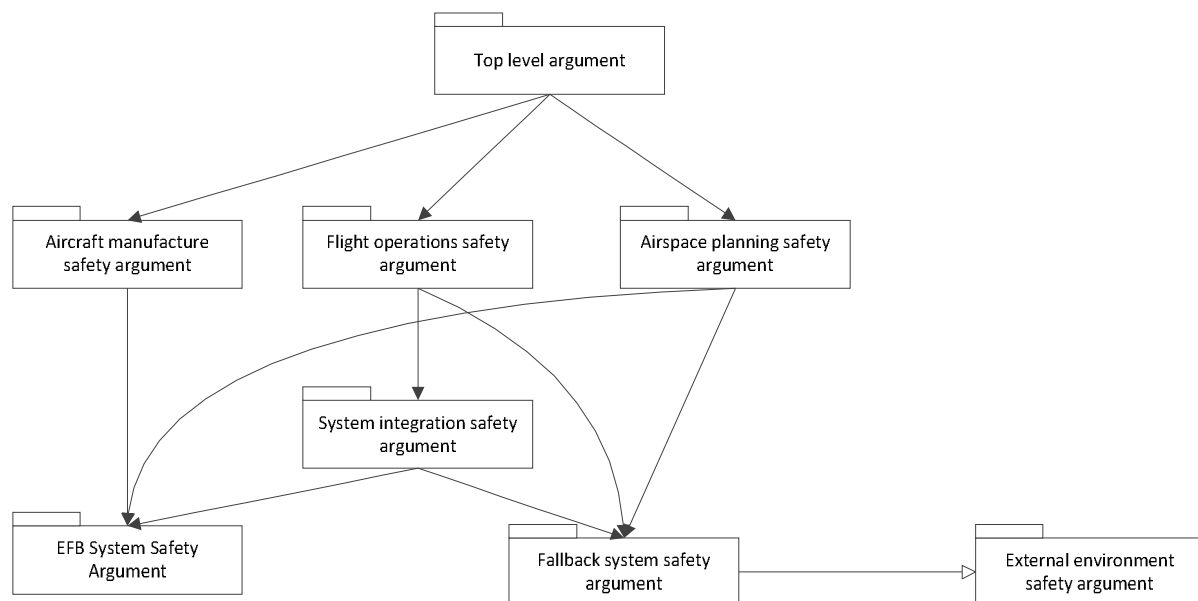 Top level argument
Aircraft manufacture
safety argument
Flight operations safety
argument
Airspace planning safety
argument
System integration safety
argument
EFB System Safety
Argument
Fallback system safety
argument
External environment
safety argument